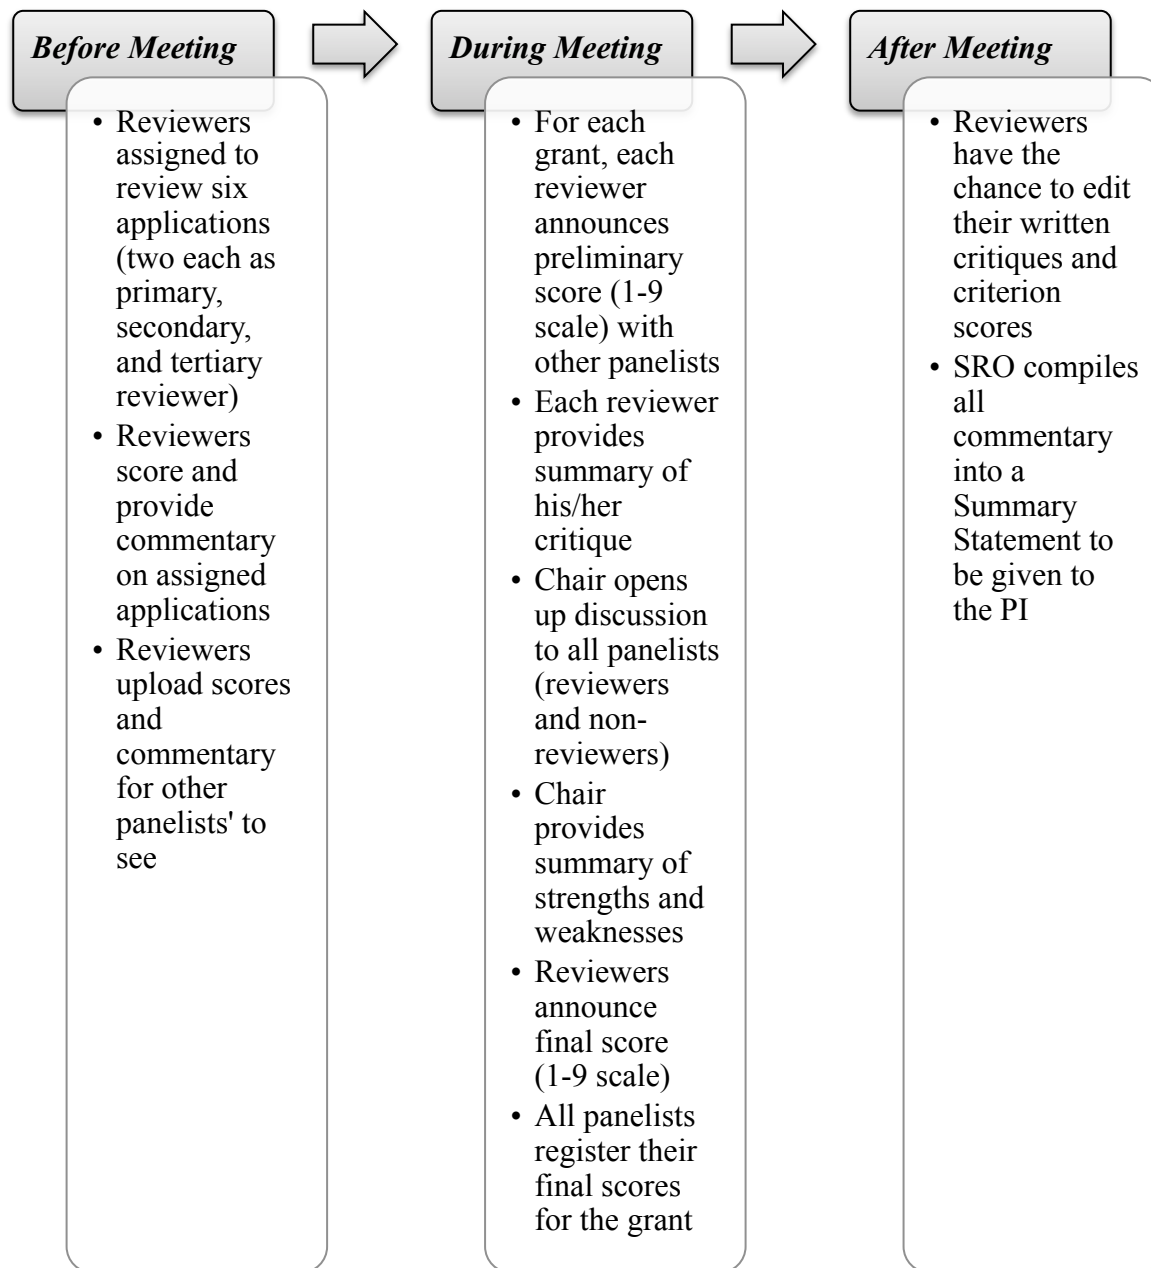 Before Meeting
• Reviewers
assigned to
review six
applications
(two each as
primary,
secondary,
and tertiary
reviewer)
• Reviewers
score and
provide
commentary
on assigned
applications
• Reviewers
upload scores
and
commentary
for other
panelists' to
see
During Meeting
• For each
grant, each
reviewer
announces
preliminary
score (1-9
scale) with
other panelists
• Each reviewer
provides
summary of
his/her
critique
• Chair opens
up discussion
to all panelists
(reviewers
and non-
reviewers)
• Chair
provides
summary of
strengths and
weaknesses
• Reviewers
announce
final score
(1-9 scale)
• All panelists
register their
final scores
for the grant
After Meeting
• Reviewers
have the
chance to edit
their written
critiques and
criterion
scores
• SRO compiles
all
commentary
into a
Summary
Statement to
be given to
the PI